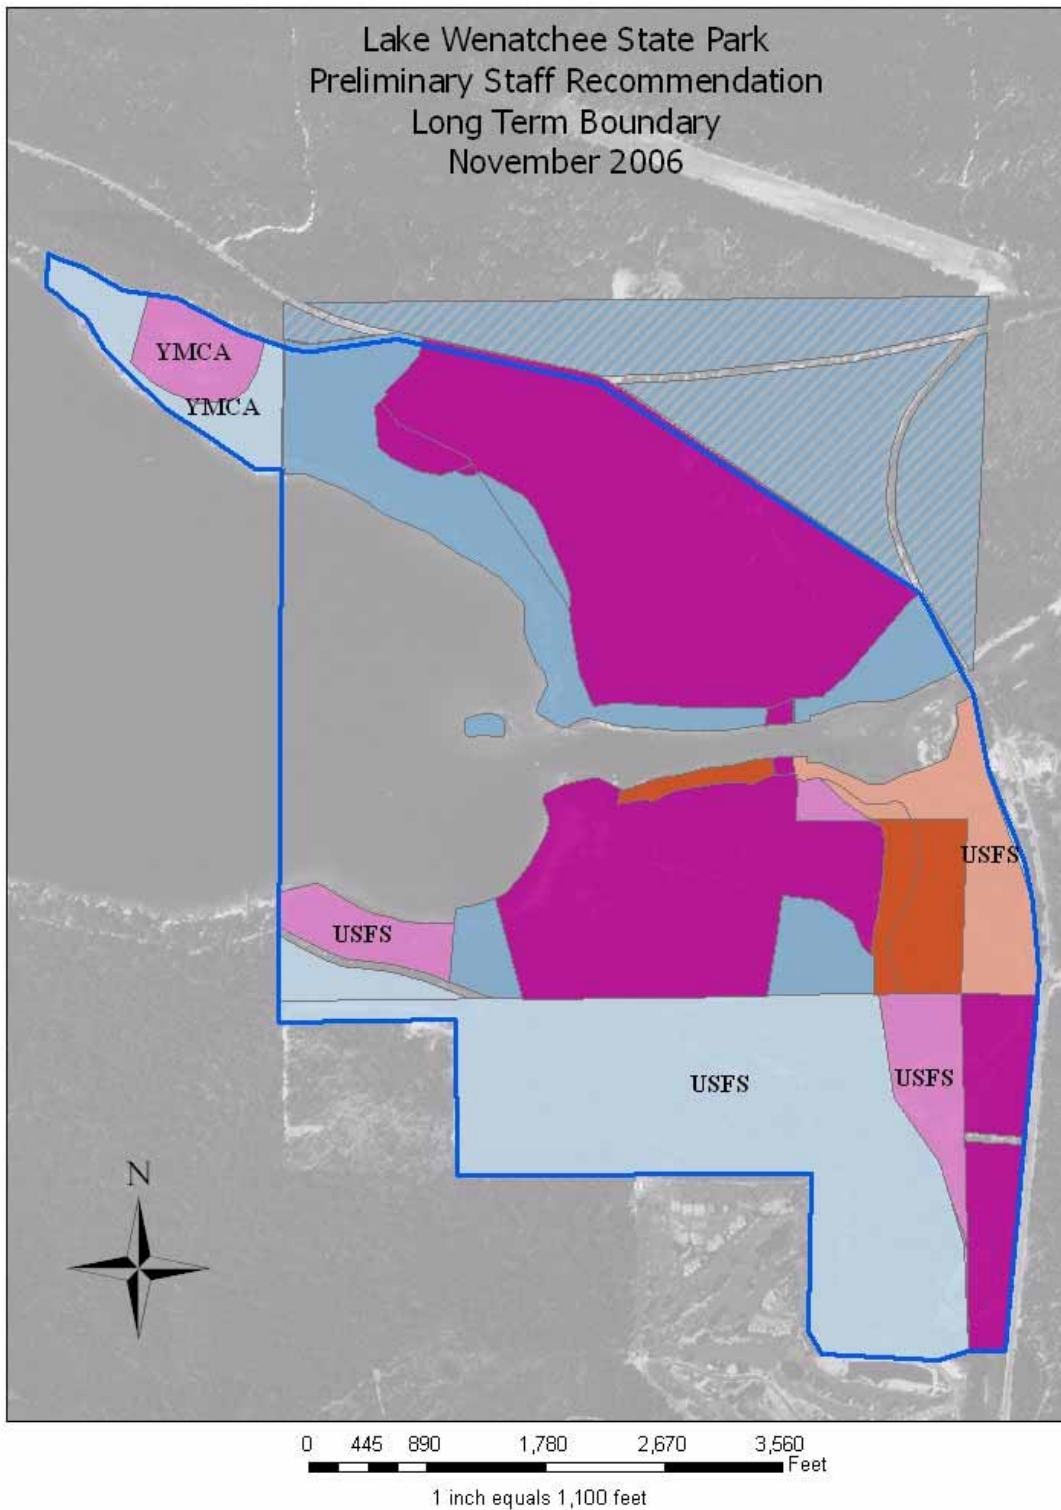 Lake Wenatchee State Park
Preliminary Staff Recommendation
Long Term Boundary
November 2006
YMCA
YMCA
USFS
USFS
USFS
USFS
N
0 445 890 1,780 2,670 3,560
Feet
1 inch equals 1,100 feet